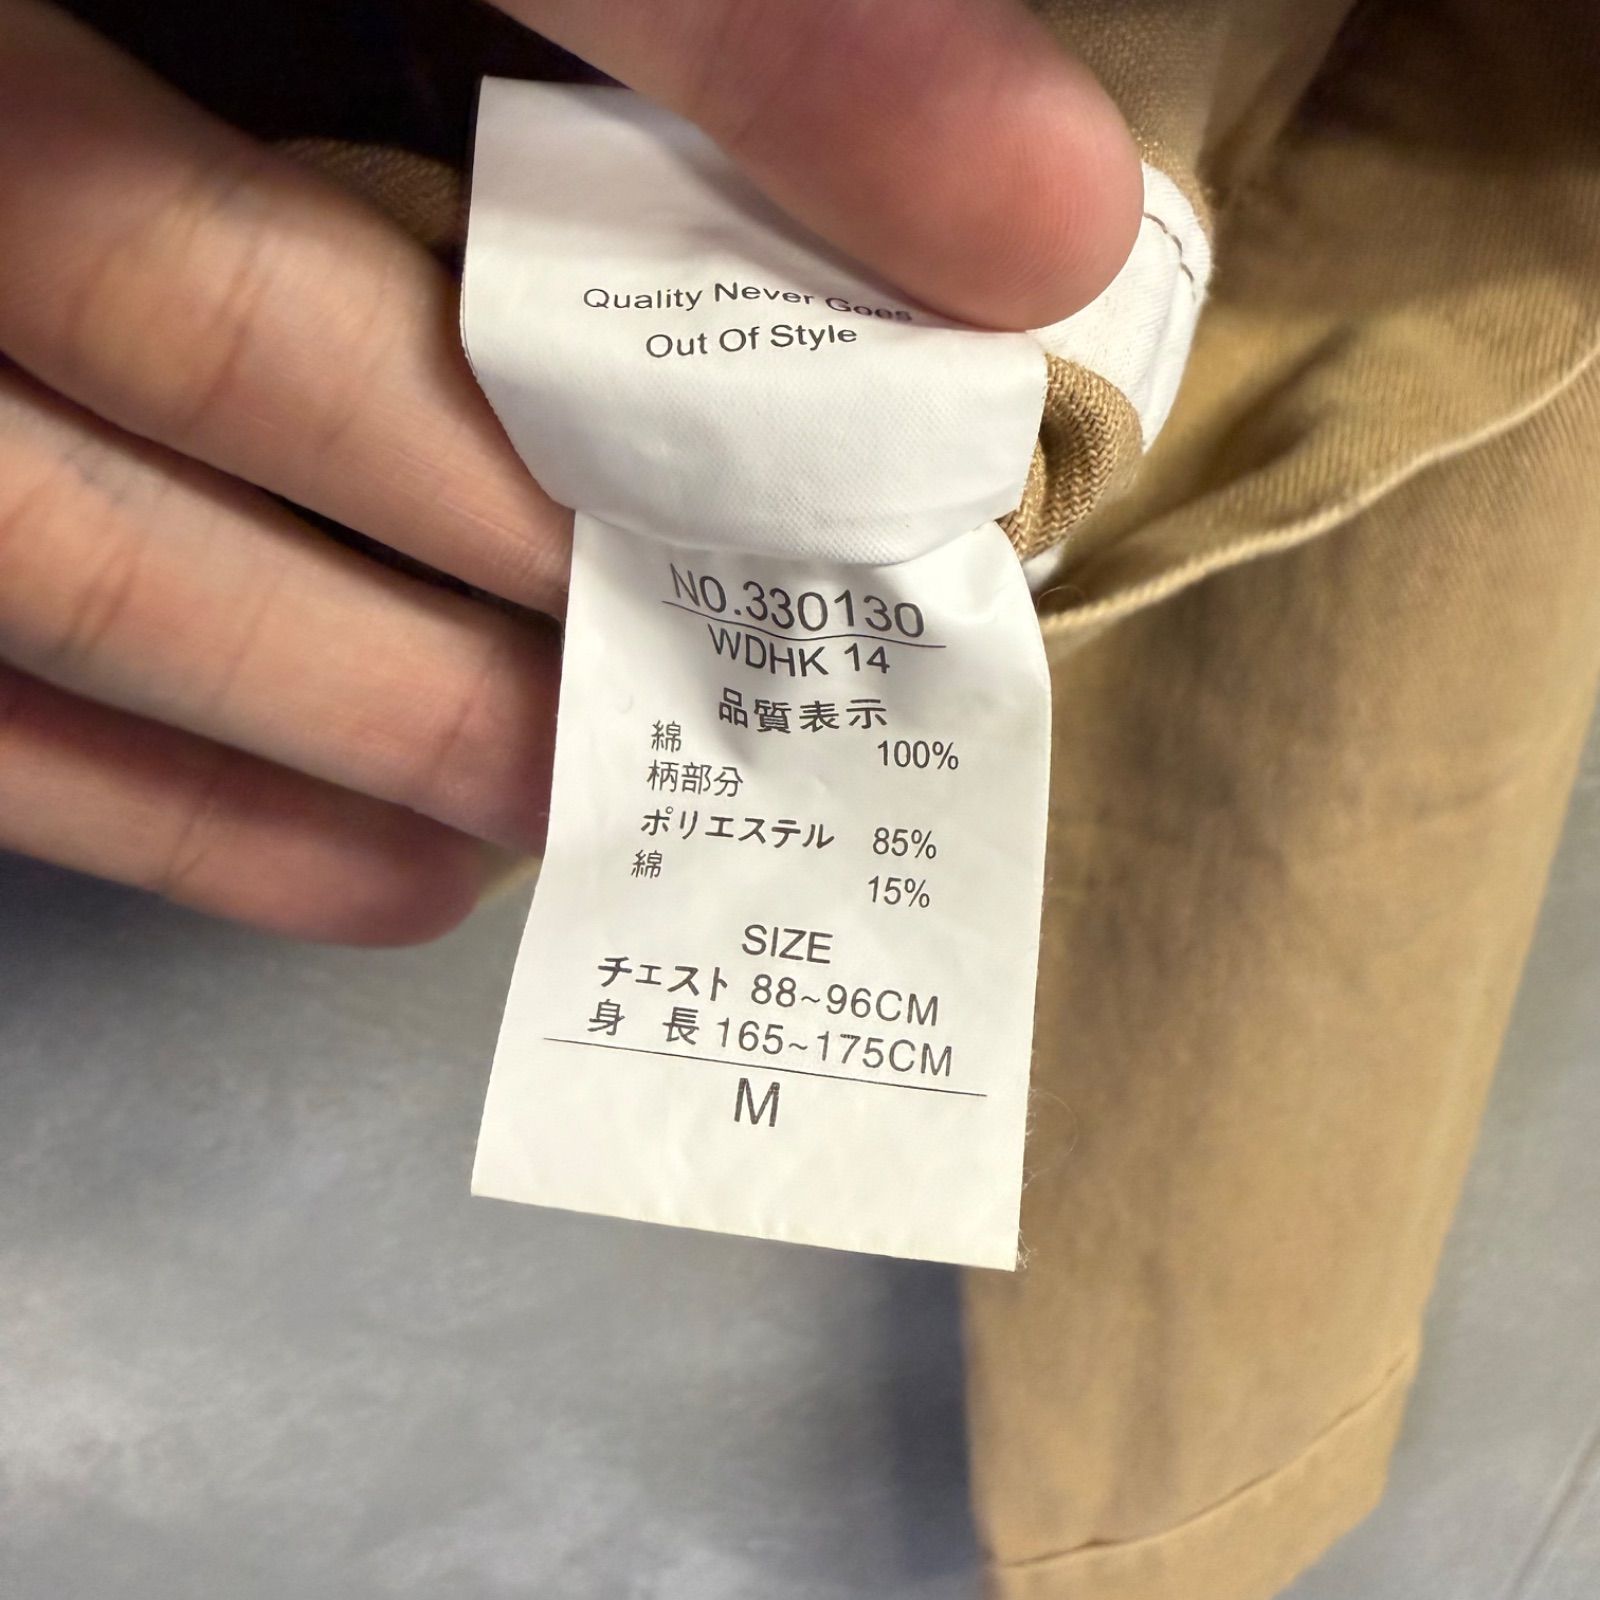 Quality Never Goes
Out Of Style
NO.330130
WDHK 14
品質表示
綿 100%
柄部分
ポリエステル 85%
綿 15%
SIZE
チェスト 88~96CM
身 長 165~175CM
M